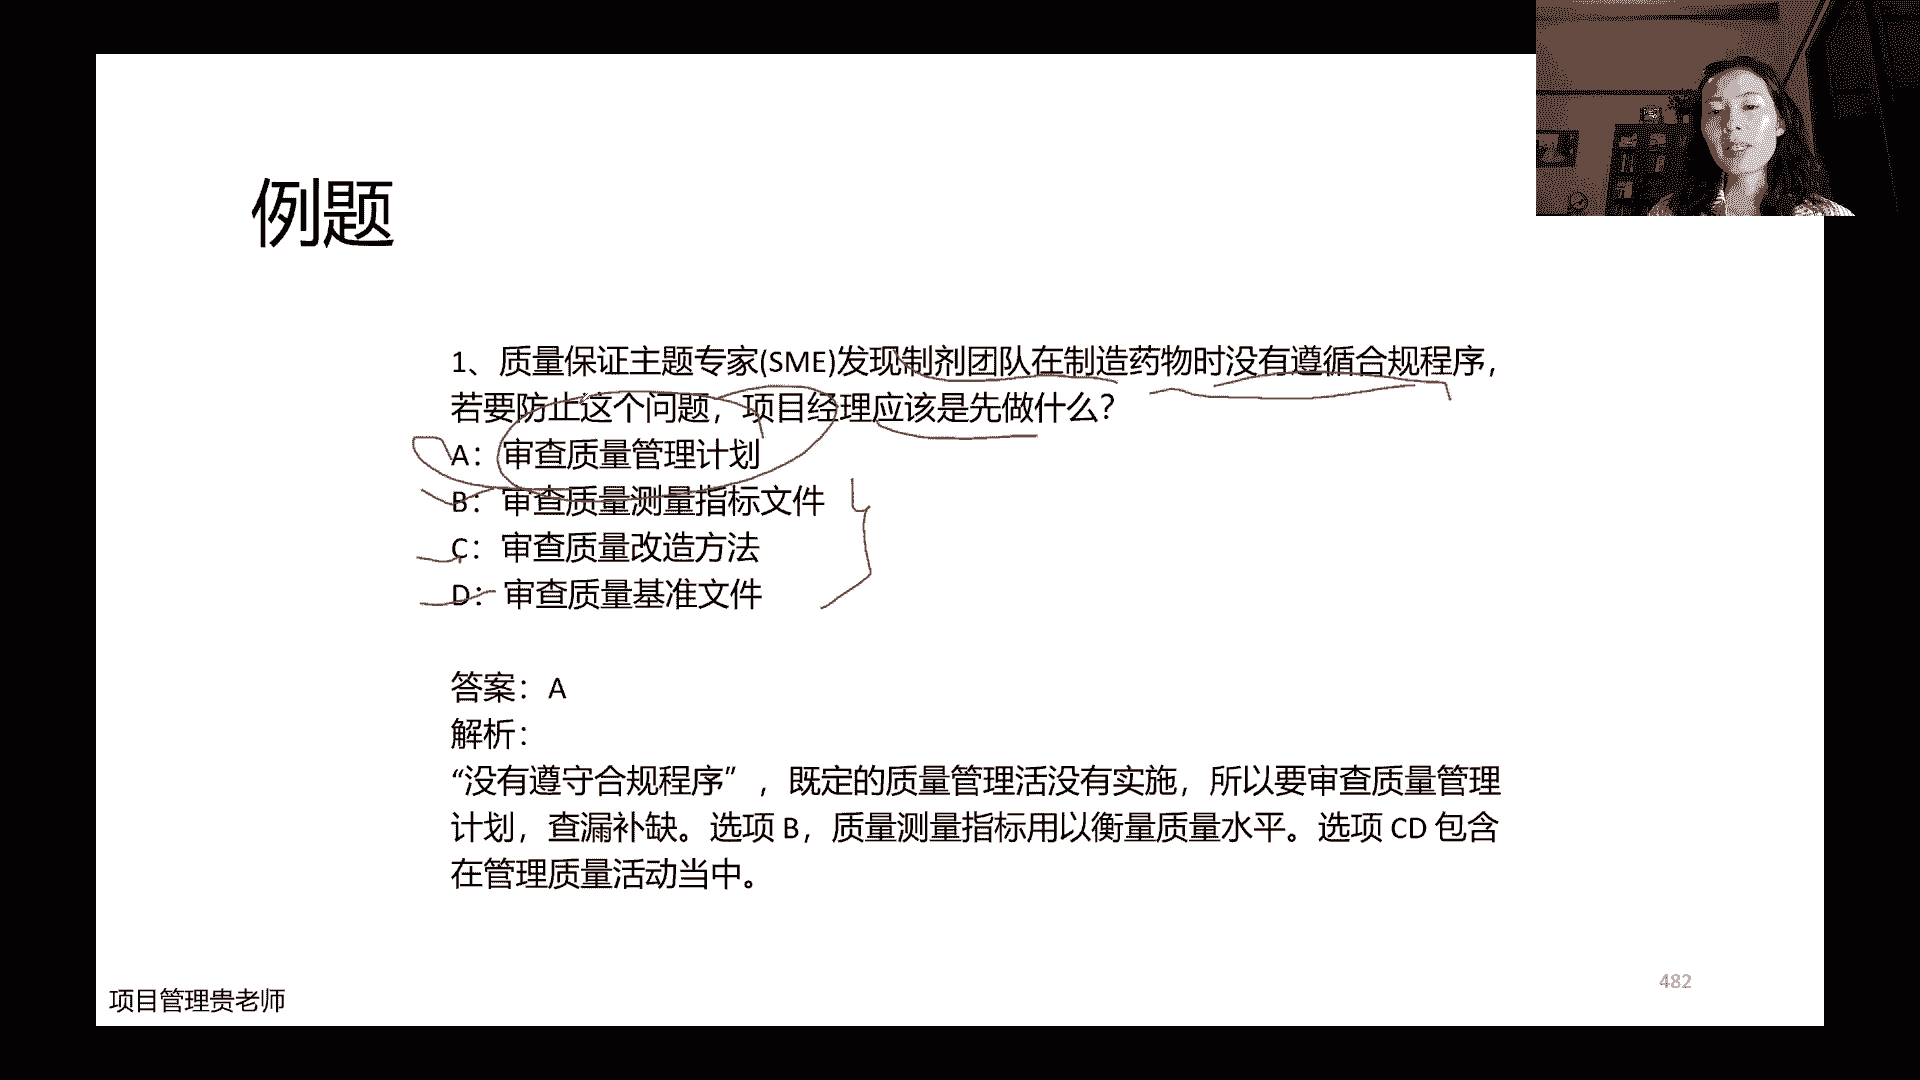 例题
1、质量保证主题专家(SME)发现制剂团队在制造药物时没有遵循合规程序，
若要防止这个问题，项目经理应该是先做什么？
A：审查质量管理计划
B：审查质量测量指标文件
C：审查质量改造方法
D：审查质量基准文件
答案：A
解析：
“没有遵守合规程序”，既定的质量管理活没有实施，所以要审查质量管理
计划，查漏补缺。选项 B，质量测量指标用以衡量质量水平。选项 CD 包含
在管理质量活动当中。
482
项目管理贵老师